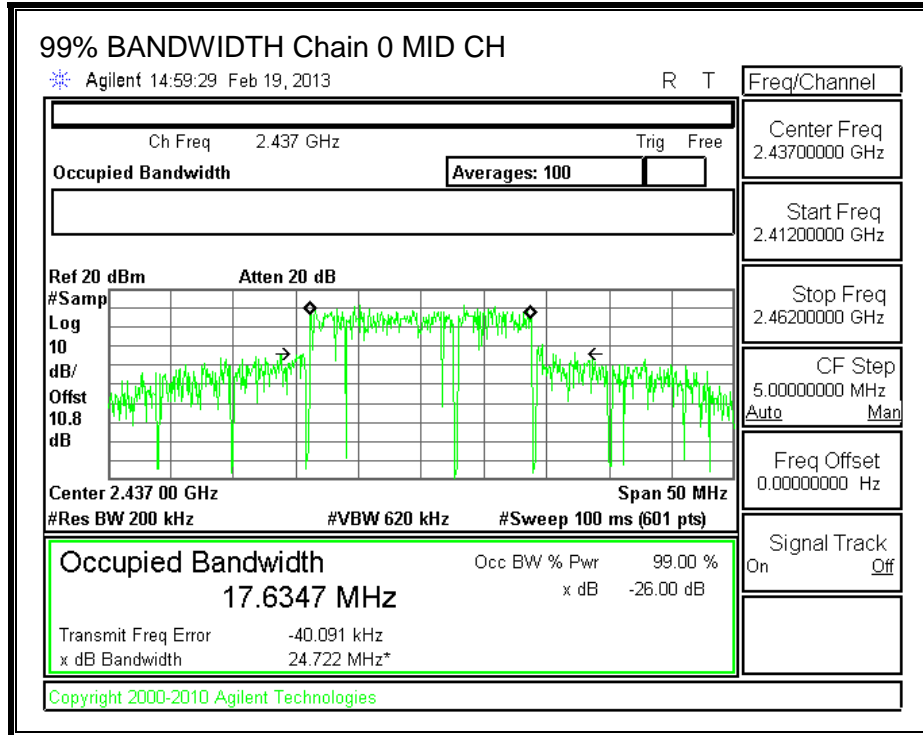 99% BANDWIDTH Chain 0 MID CH
Agilent 14:59:29 Feb 19, 2013 R T
Freq/Channel
Ch Freq 2.437 GHz Trig Free
Occupied Bandwidth Averages: 100
Center Freq
2.43700000 GHz
Start Freq
2.41200000 GHz
Stop Freq
2.46200000 GHz
CF Step
5.00000000 MHz
Auto Man
Freq Offset
0.00000000 Hz
Signal Track
On Off
Ref 20 dBm Atten 20 dB
#Samp
Log
10
dB/
Offst
10.8
dB
Center 2.437 00 GHz Span 50 MHz
#Res BW 200 kHz #VBW 620 kHz #Sweep 100 ms (601 pts)
Occupied Bandwidth Occ BW % Pwr 99.00 %
17.6347 MHz x dB -26.00 dB
Transmit Freq Error -40.091 kHz
x dB Bandwidth 24.722 MHz*
Copyright 2000-2010 Agilent Technologies